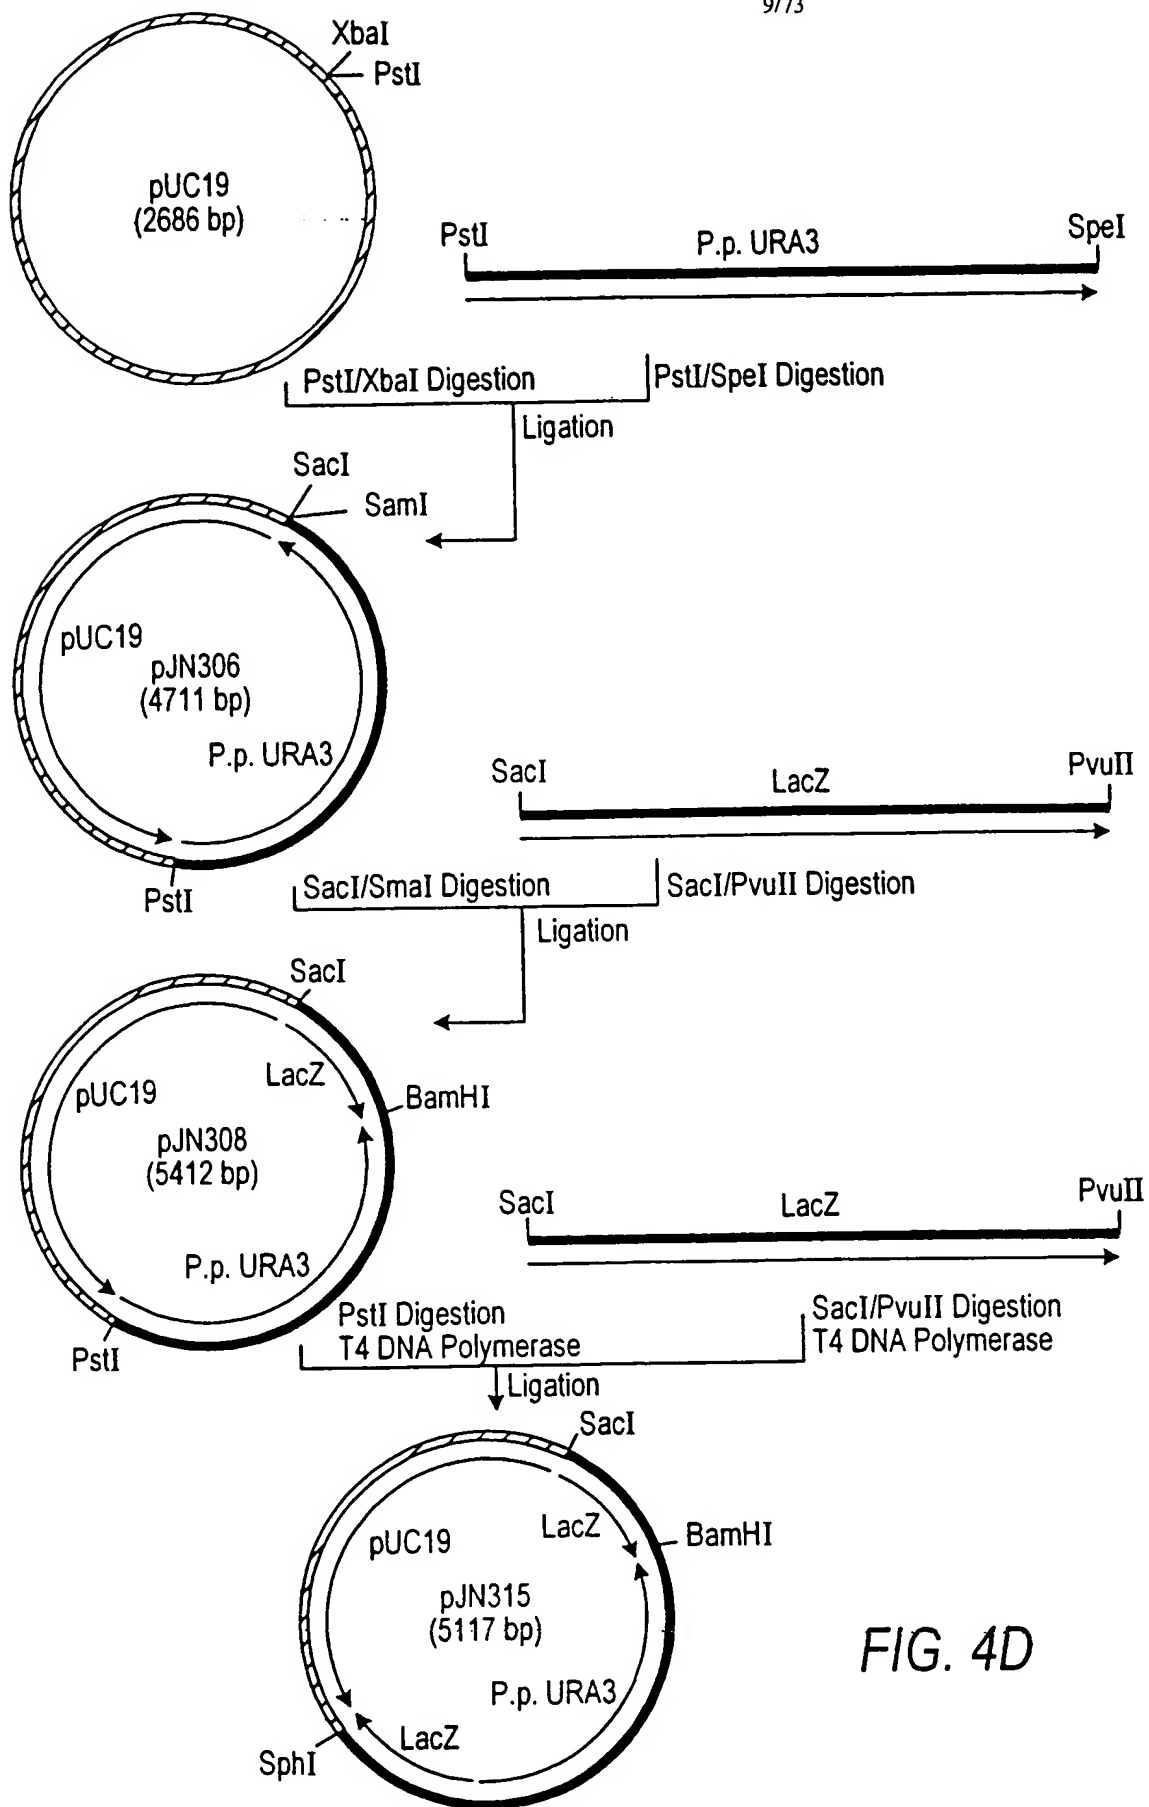 9/73
XbaI
PstI
pUC19
(2686 bp)
PstI
P.p. URA3
SpeI
PstI/XbaI Digestion
PstI/SpeI Digestion
Ligation
SacI
SamI
pUC19
pJN306
(4711 bp)
P.p. URA3
PstI
SacI
LacZ
PvuII
SacI/SmaI Digestion
SacI/PvuII Digestion
Ligation
SacI
LacZ
pUC19
BamHI
pJN308
(5412 bp)
P.p. URA3
PstI
SacI
LacZ
PvuII
PstI Digestion
T4 DNA Polymerase
SacI/PvuII Digestion
T4 DNA Polymerase
Ligation
SacI
LacZ
pUC19
BamHI
pJN315
(5117 bp)
P.p. URA3
LacZ
SphI
FIG. 4D